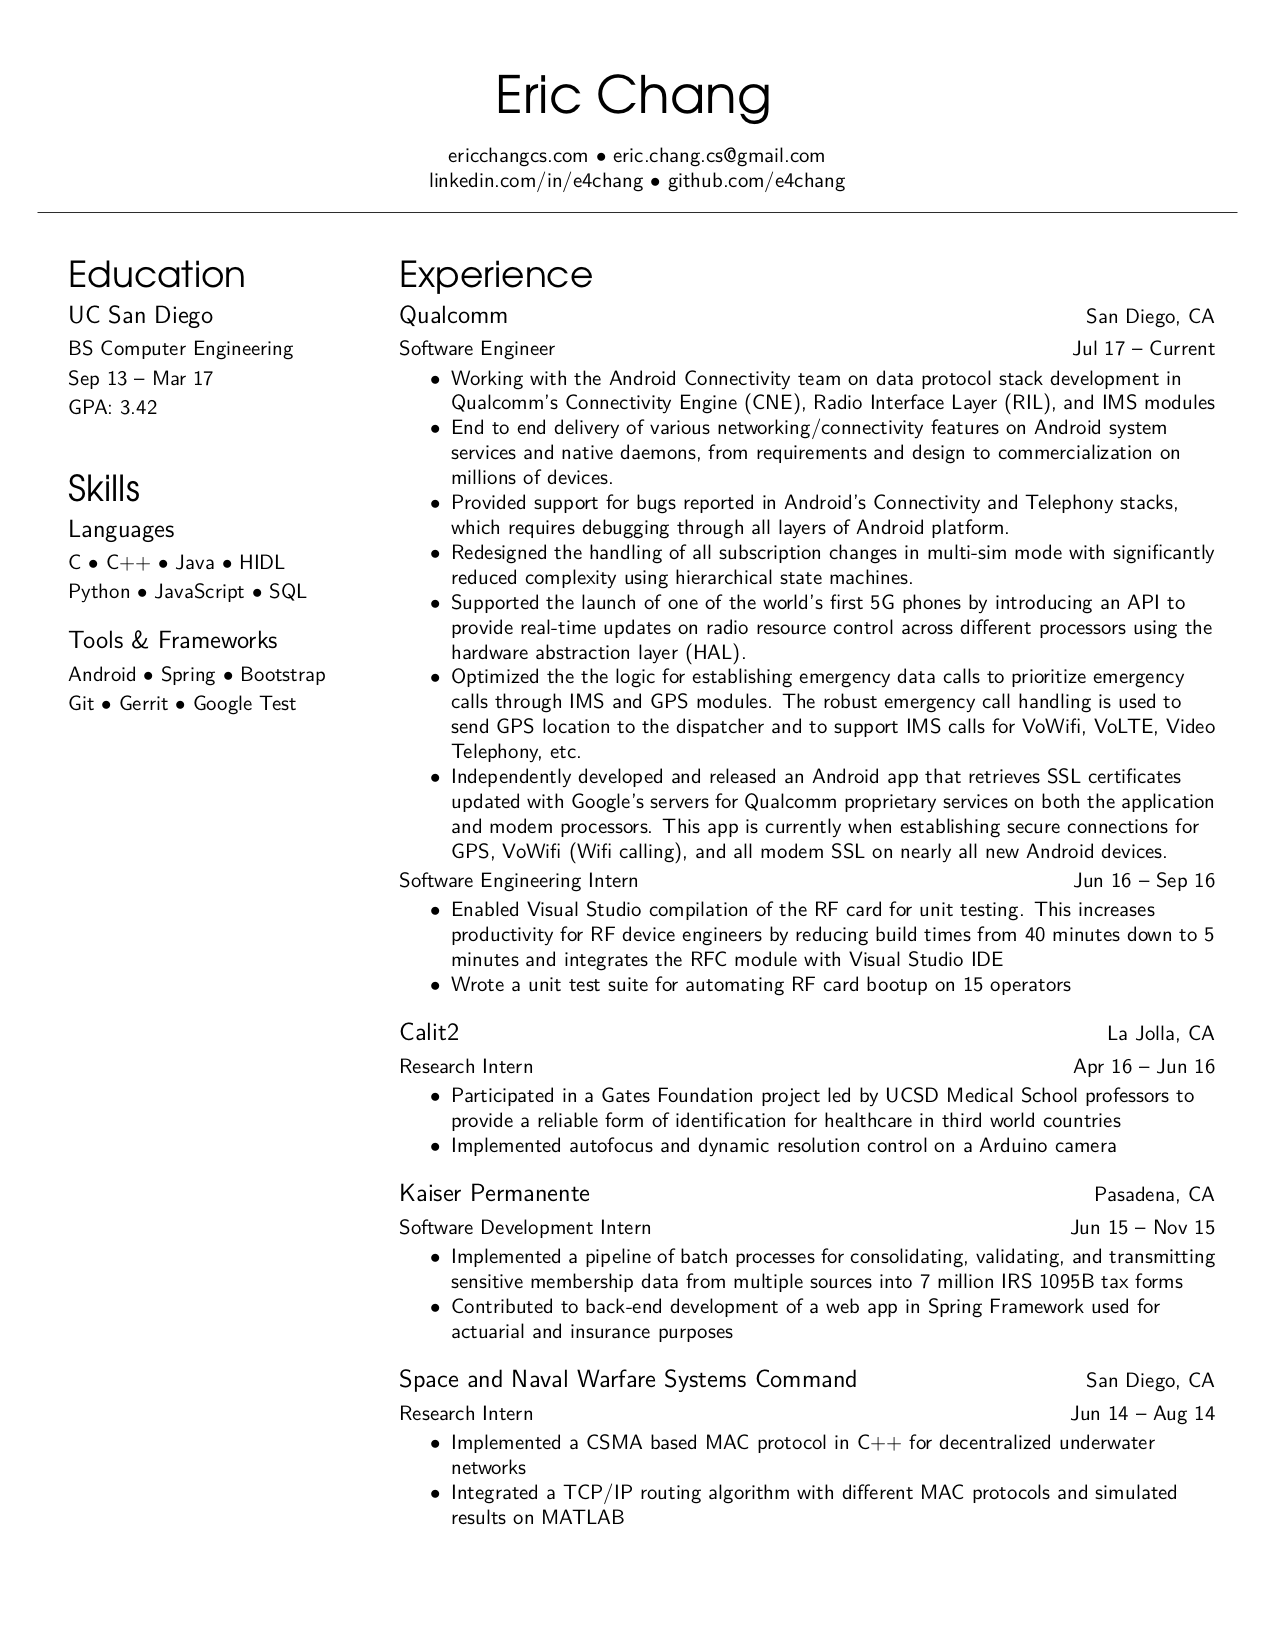 Eric Chang
ericchangcs.com • eric.chang.cs@gmail.com
linkedin.com/in/e4chang • github.com/e4chang
Education
UC San Diego
BS Computer Engineering
Sep 13 – Mar 17
GPA: 3.42
Skills
Languages
C • C++ • Java • HIDL
Python • JavaScript • SQL
Tools & Frameworks
Android • Spring • Bootstrap
Git • Gerrit • Google Test
Experience
Qualcomm San Diego, CA
Software Engineer Jul 17 – Current
• Working with the Android Connectivity team on data protocol stack development in
Qualcomm's Connectivity Engine (CNE), Radio Interface Layer (RIL), and IMS modules
• End to end delivery of various networking/connectivity features on Android system
services and native daemons, from requirements and design to commercialization on
millions of devices.
• Provided support for bugs reported in Android's Connectivity and Telephony stacks,
which requires debugging through all layers of Android platform.
• Redesigned the handling of all subscription changes in multi-sim mode with significantly
reduced complexity using hierarchical state machines.
• Supported the launch of one of the world's first 5G phones by introducing an API to
provide real-time updates on radio resource control across different processors using the
hardware abstraction layer (HAL).
• Optimized the the logic for establishing emergency data calls to prioritize emergency
calls through IMS and GPS modules. The robust emergency call handling is used to
send GPS location to the dispatcher and to support IMS calls for VoWifi, VoLTE, Video
Telephony, etc.
• Independently developed and released an Android app that retrieves SSL certificates
updated with Google's servers for Qualcomm proprietary services on both the application
and modem processors. This app is currently when establishing secure connections for
GPS, VoWifi (Wifi calling), and all modem SSL on nearly all new Android devices.
Software Engineering Intern Jun 16 – Sep 16
• Enabled Visual Studio compilation of the RF card for unit testing. This increases
productivity for RF device engineers by reducing build times from 40 minutes down to 5
minutes and integrates the RFC module with Visual Studio IDE
• Wrote a unit test suite for automating RF card bootup on 15 operators
Calit2 La Jolla, CA
Research Intern Apr 16 – Jun 16
• Participated in a Gates Foundation project led by UCSD Medical School professors to
provide a reliable form of identification for healthcare in third world countries
• Implemented autofocus and dynamic resolution control on a Arduino camera
Kaiser Permanente Pasadena, CA
Software Development Intern Jun 15 – Nov 15
• Implemented a pipeline of batch processes for consolidating, validating, and transmitting
sensitive membership data from multiple sources into 7 million IRS 1095B tax forms
• Contributed to back-end development of a web app in Spring Framework used for
actuarial and insurance purposes
Space and Naval Warfare Systems Command San Diego, CA
Research Intern Jun 14 – Aug 14
• Implemented a CSMA based MAC protocol in C++ for decentralized underwater
networks
• Integrated a TCP/IP routing algorithm with different MAC protocols and simulated
results on MATLAB